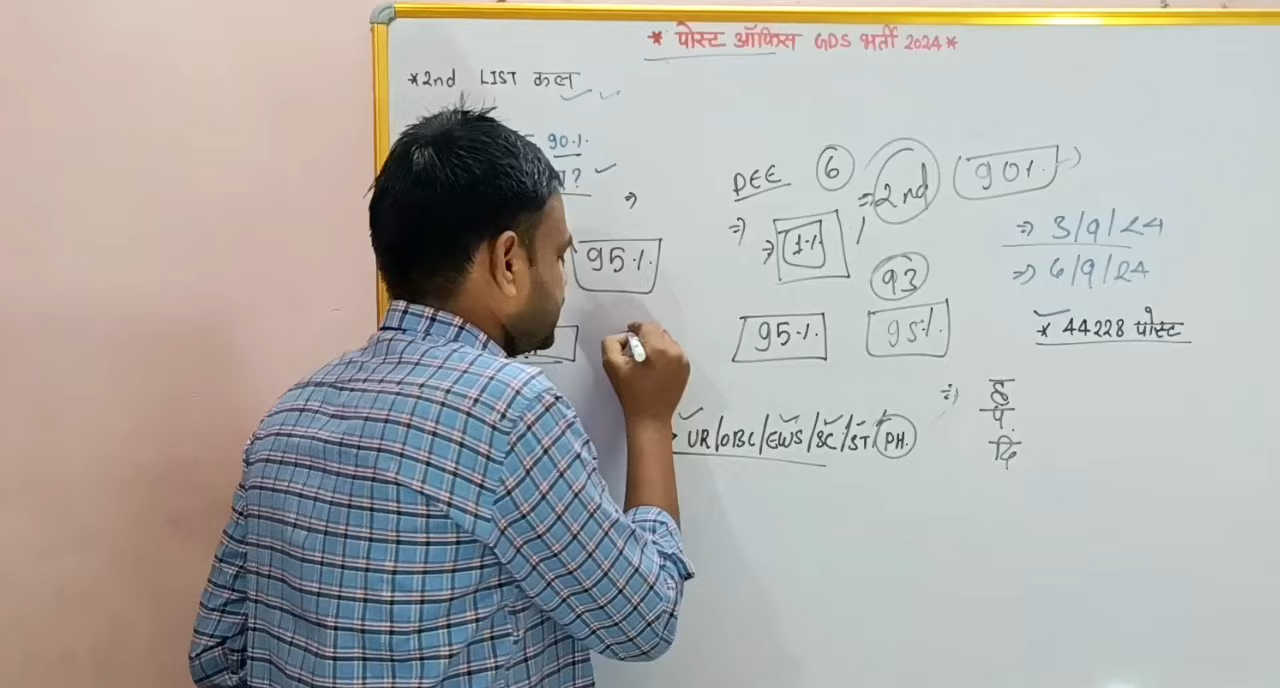 * पोस्ट ऑफिस GDS भर्ती 2024 *
*2nd LIST कल
90·/.
?
⇒
95·/.
DEE 6 ⇒ 2nd (90%)
⇒ ⇒ 1·/.
93
⇒ 3/9/24
⇒ 6/9/24
95·/. 95·/.
* 44228 पोस्ट
UR/OBC/EWS/SC/ST/PH.
⇒ ह
प.
दि